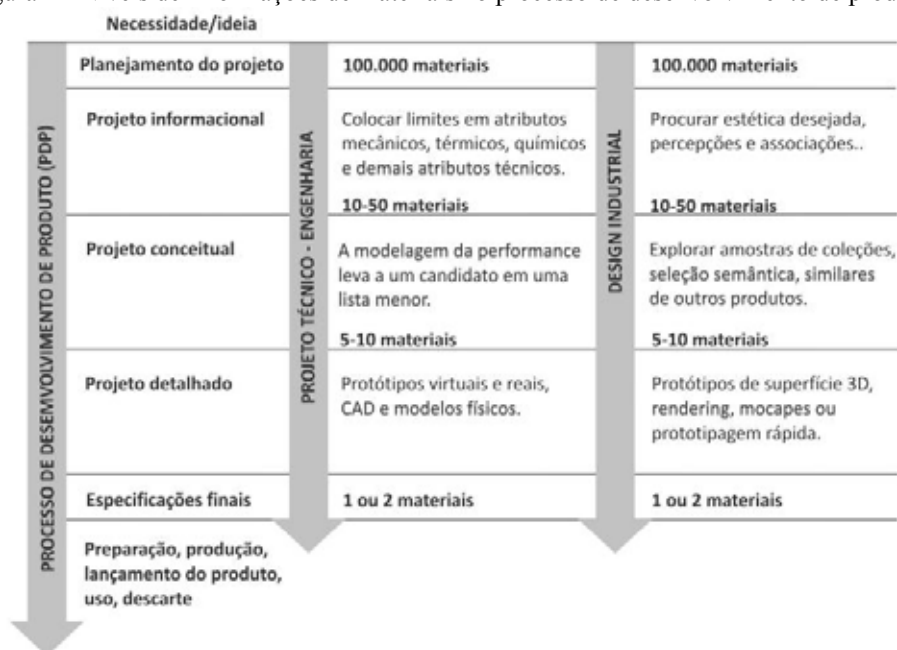 Necessidade/ideia
PROCESSO DE DESEMVOLVIMENTO DE PRODUTO (PDP)
PROJETO TÉCNICO - ENGENHARIA
DESIGN INDUSTRIAL
Planejamento do projeto
100.000 materiais
100.000 materiais
Projeto informacional
Colocar limites em atributos
mecânicos, térmicos, químicos
e demais atributos técnicos.
10-50 materiais
Procurar estética desejada,
percepções e associações..
10-50 materiais
Projeto conceitual
A modelagem da performance
leva a um candidato em uma
lista menor.
5-10 materiais
Explorar amostras de coleções,
seleção semântica, similares
de outros produtos.
5-10 materiais
Projeto detalhado
Protótipos virtuais e reais,
CAD e modelos físicos.
Protótipos de superfície 3D,
rendering, mocapes ou
prototipagem rápida.
Especificações finais
1 ou 2 materiais
1 ou 2 materiais
Preparação, produção,
lançamento do produto,
uso, descarte